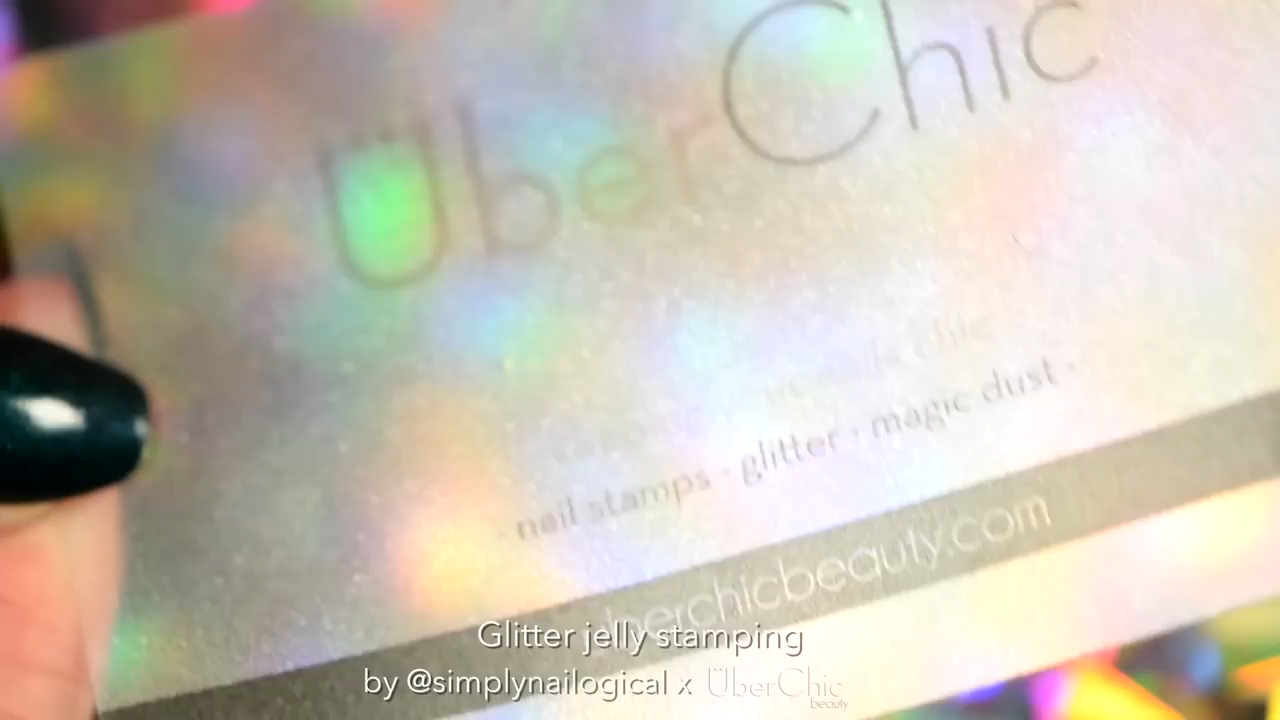 ÜberChic
· nail stamps · glitter · magic dust ·
uberchicbeauty.com
Glitter jelly stamping
by @simplynailogical x ÜberChic
beauty